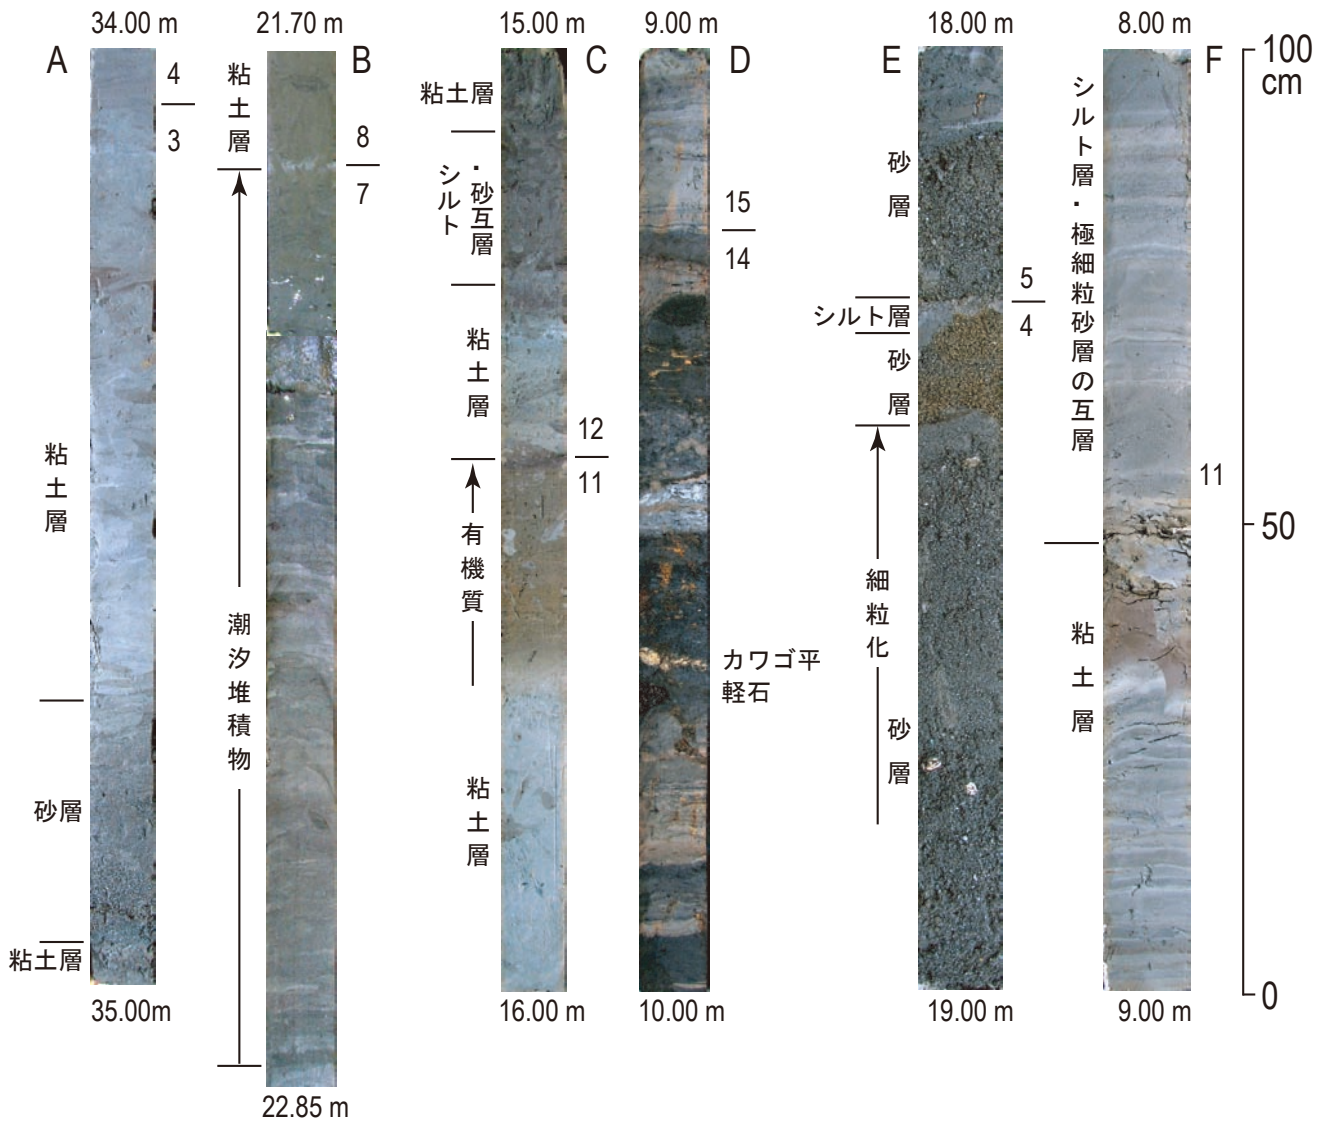 34.00 m
A
4
3
粘土層
砂層
粘土層
35.00m
21.70 m
B
粘土層
8
7
潮汐堆積物
22.85 m
15.00 m
C
粘土層
シルト
・砂互層
粘土層
12
11
有機質
粘土層
16.00 m
9.00 m
D
15
14
カワゴ平
軽石
10.00 m
18.00 m
E
砂層
5
4
シルト層
砂層
細粒化
砂層
19.00 m
8.00 m
F
シルト層・極細粒砂層の互層
11
粘土層
9.00 m
100
cm
50
0